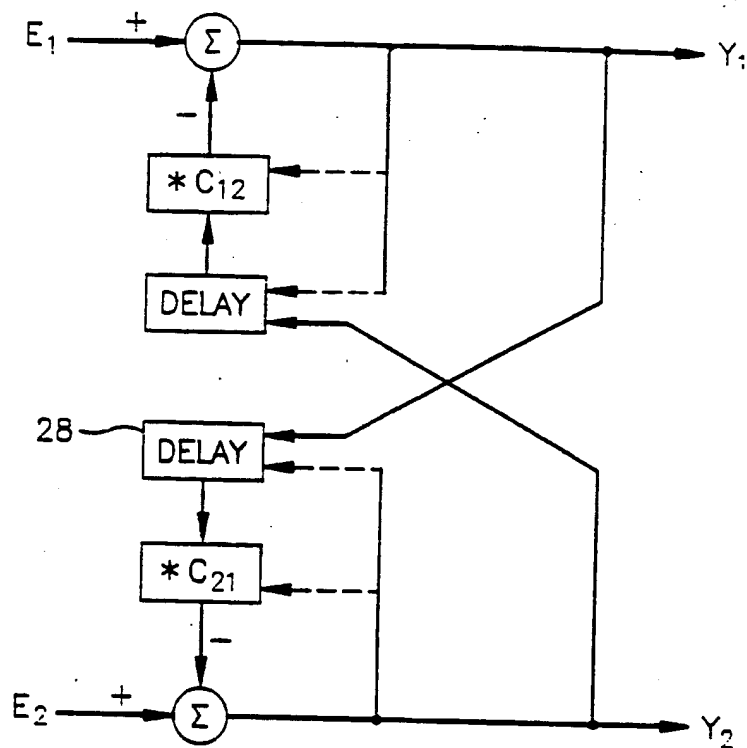 E₁ + Σ Y₁
−
* C₁₂
DELAY
28 DELAY
* C₂₁
−
E₂ + Σ Y₂